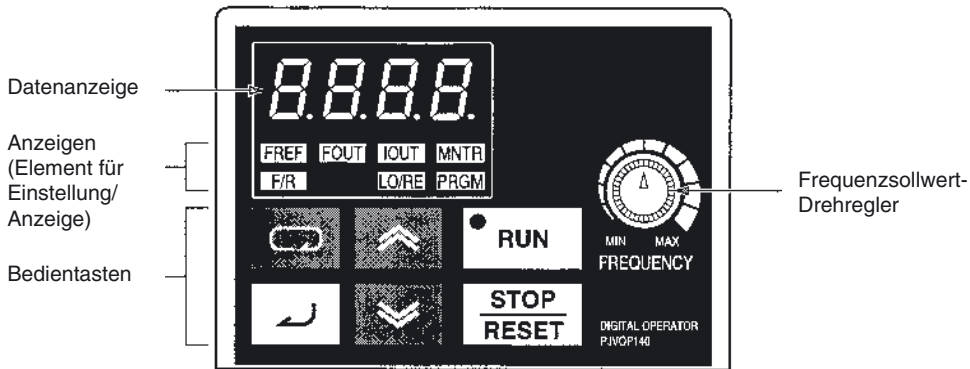 Datenanzeige
8.8.8.8.
Anzeigen
(Element für
Einstellung/
Anzeige)
FREF FOUT IOUT MNTR
F/R LO/RE PRGM
Frequenzsollwert-
Drehregler
Bedientasten
RUN
STOP
RESET
MIN MAX
FREQUENCY
DIGITAL OPERATOR
PJVOP140